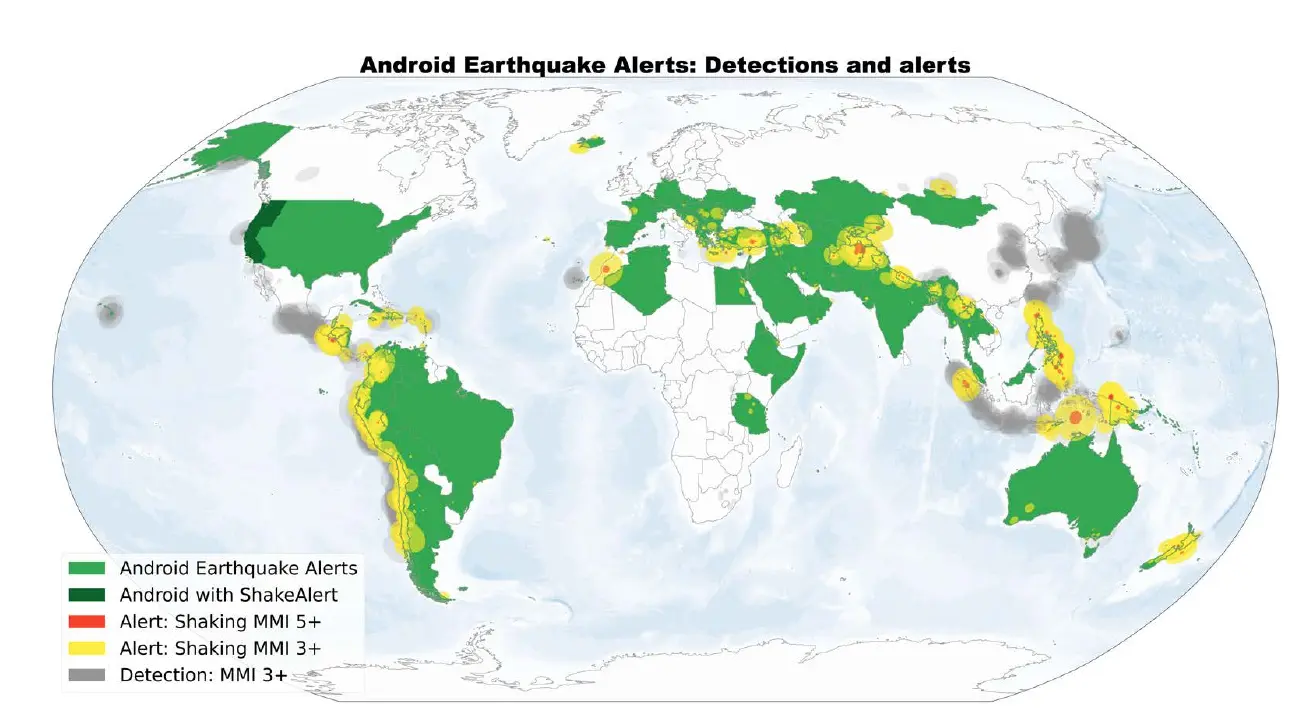 Android Earthquake Alerts: Detections and alerts
Android Earthquake Alerts
Android with ShakeAlert
Alert: Shaking MMI 5+
Alert: Shaking MMI 3+
Detection: MMI 3+